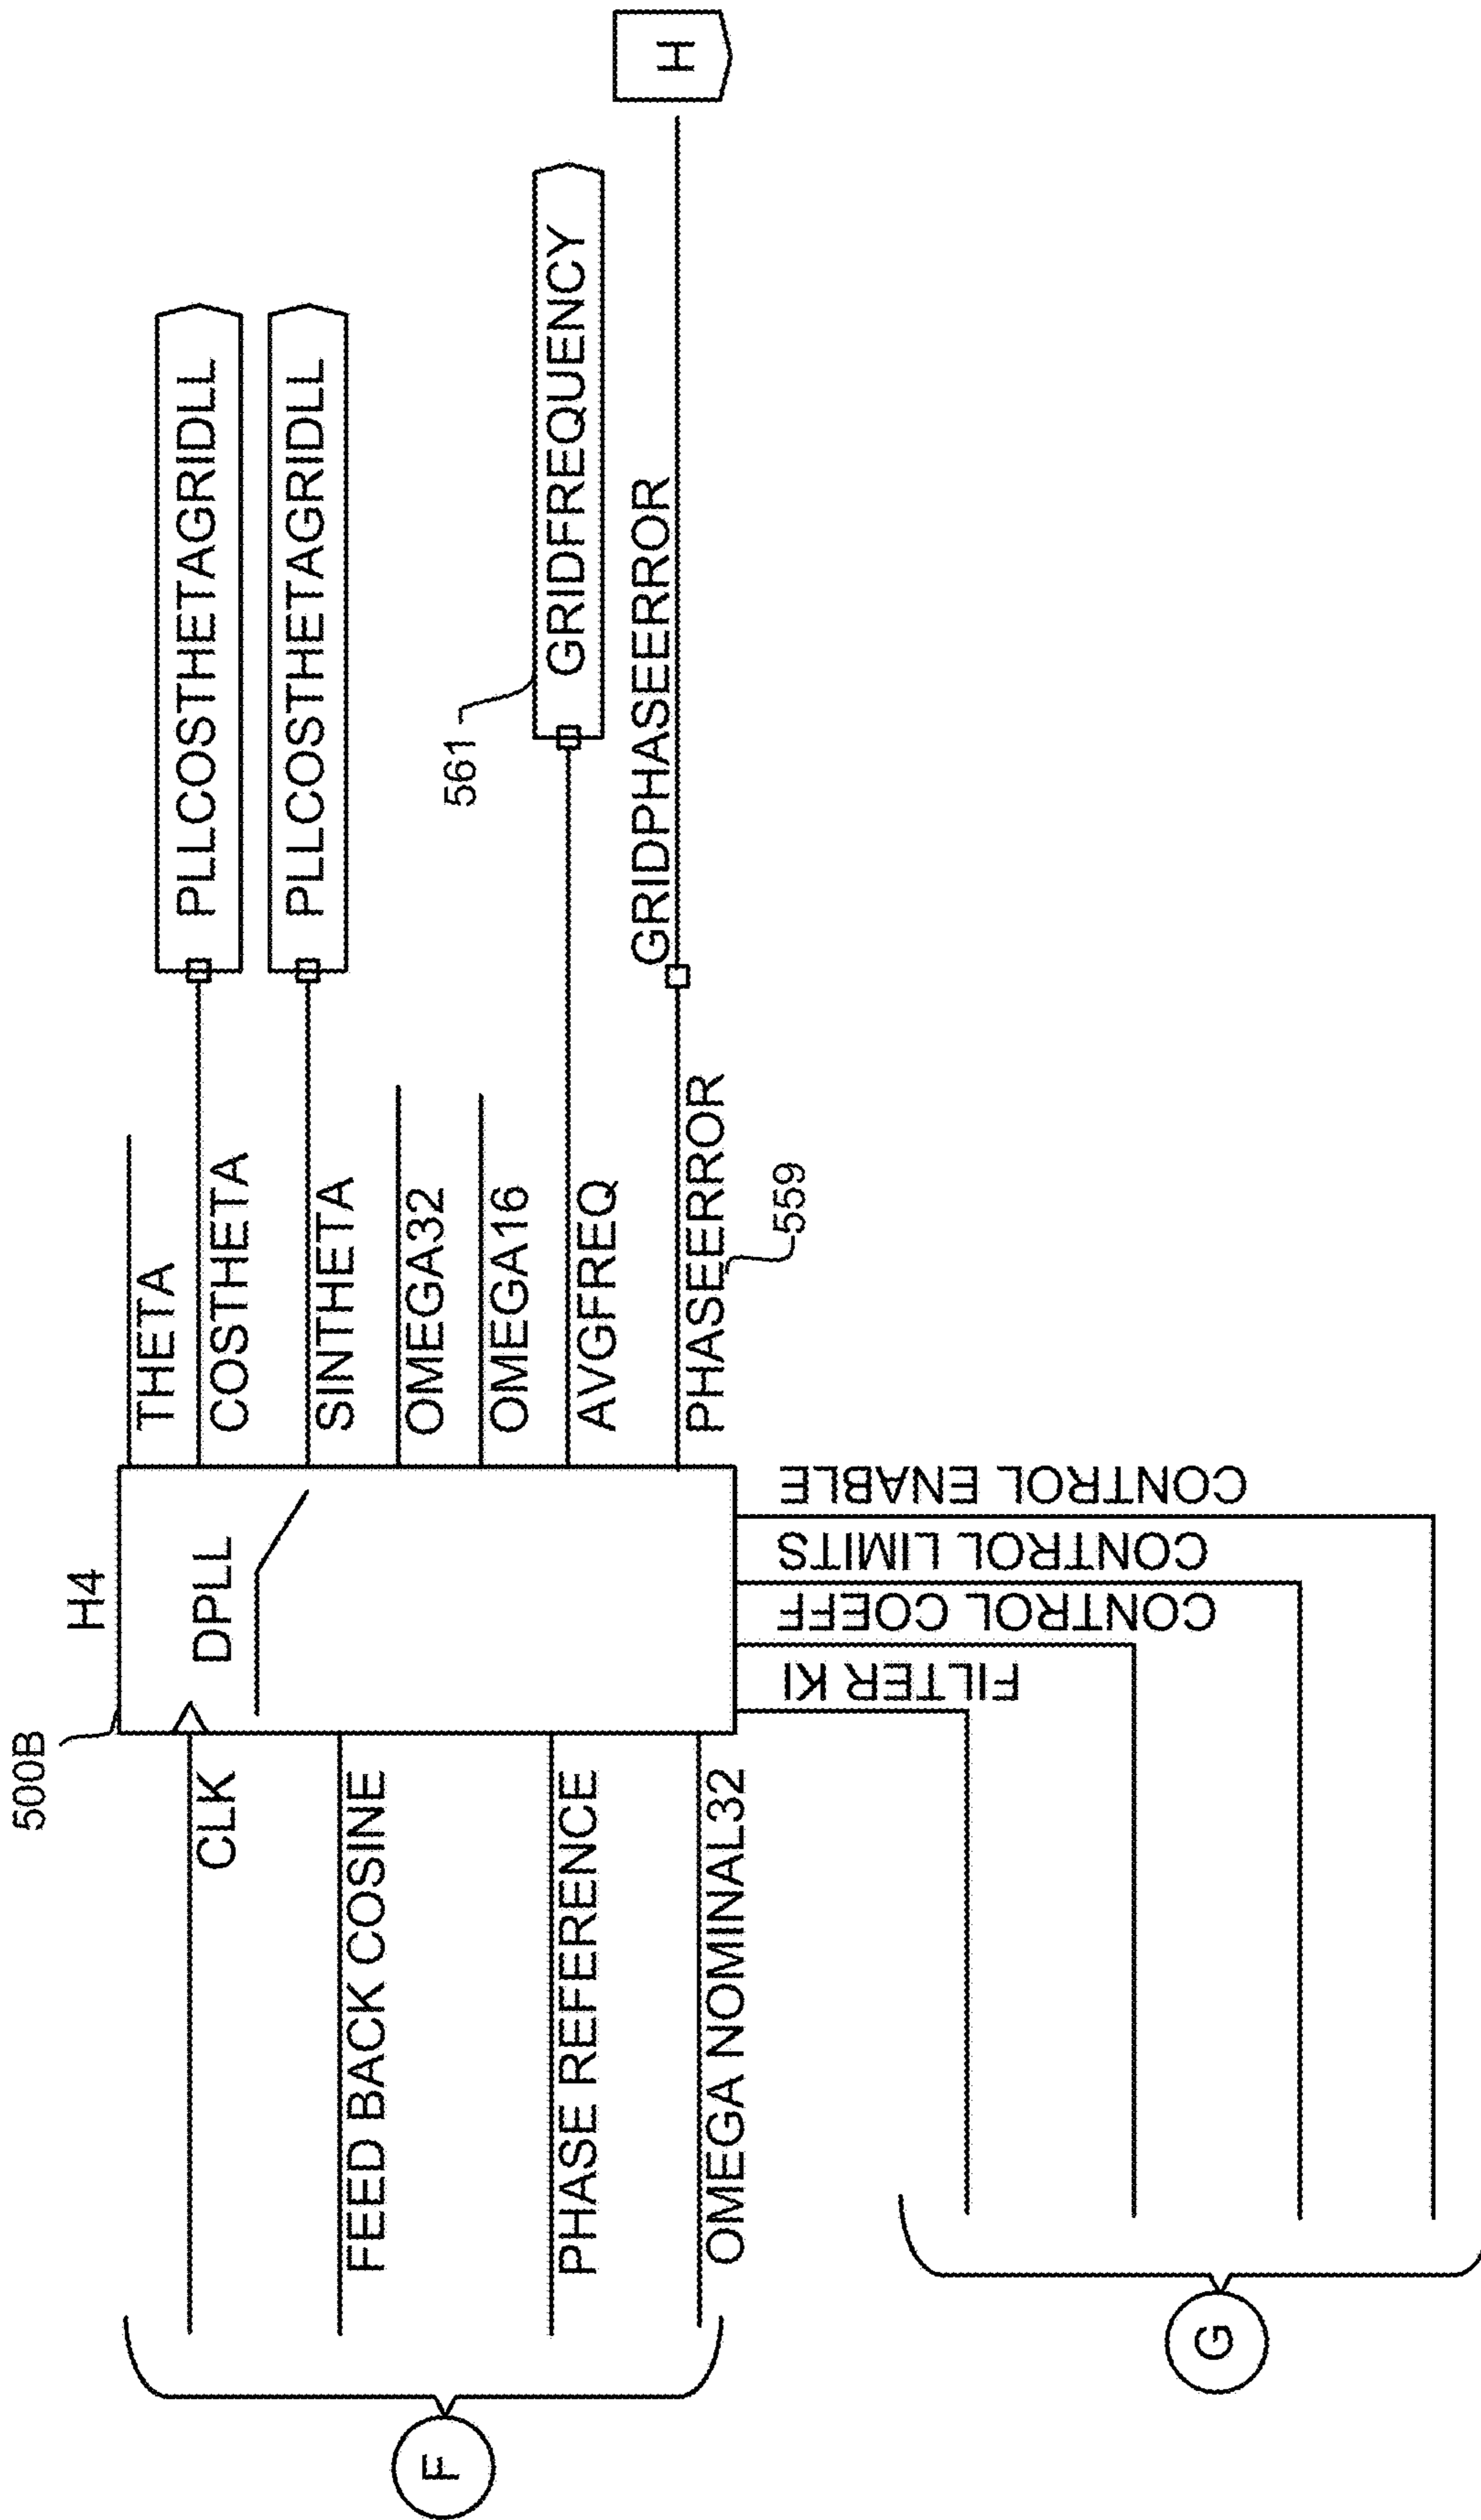 500B
H4
DPLL
CLK
FEED BACK COSINE
PHASE REFERENCE
OMEGA NOMINAL32
F
THETA
COSTHETA
SINTHETA
OMEGA32
OMEGA16
AVGFREQ
PHASEERROR
559
PLLCOSTHETAGRIDLL
PLLCOSTHETAGRIDLL
561
GRIDFREQUENCY
GRIDPHASEERROR
H
FILTER KI
CONTROL COEFF
CONTROL LIMITS
CONTROL ENABLE
G